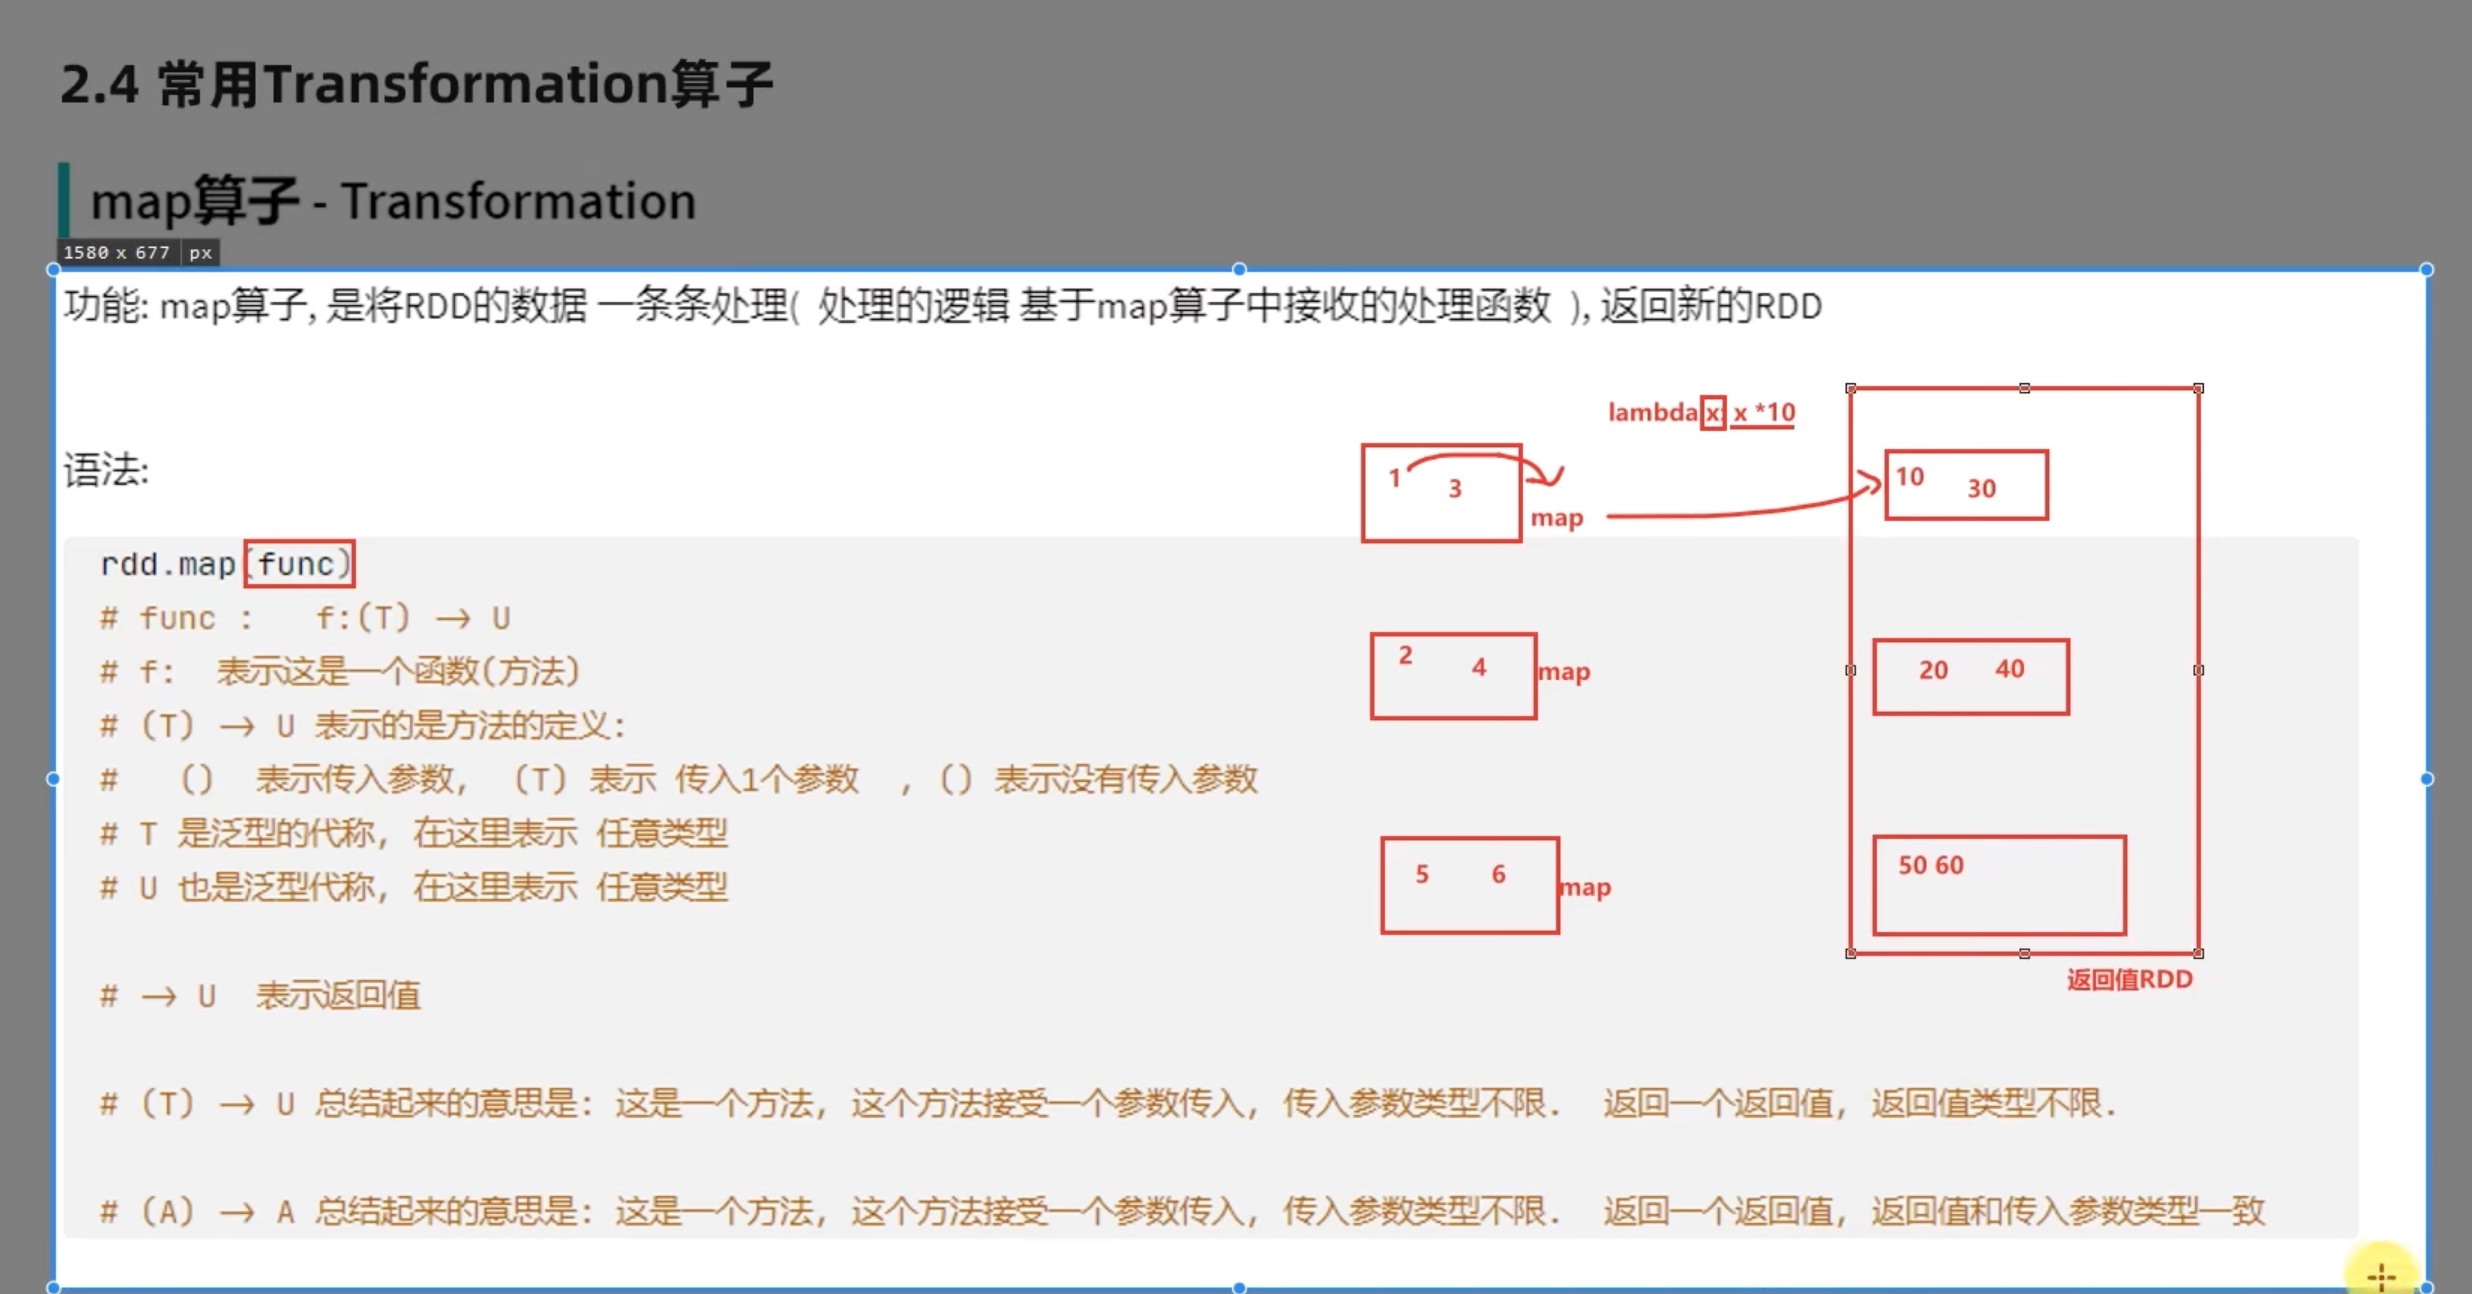 2.4 常用Transformation算子
map算子 - Transformation
1580 x 677 px
功能: map算子, 是将RDD的数据 一条条处理( 处理的逻辑 基于map算子中接收的处理函数 ), 返回新的RDD
lambda x: x *10
语法:
1 3
map
10 30
rdd.map(func)
# func : f:(T) → U
# f: 表示这是一个函数(方法)
2 4
map
20 40
# (T) → U 表示的是方法的定义:
# () 表示传入参数, (T) 表示 传入1个参数 , () 表示没有传入参数
# T 是泛型的代称, 在这里表示 任意类型
# U 也是泛型代称, 在这里表示 任意类型
5 6
map
50 60
返回值RDD
# → U 表示返回值
# (T) → U 总结起来的意思是: 这是一个方法, 这个方法接受一个参数传入, 传入参数类型不限. 返回一个返回值, 返回值类型不限.
# (A) → A 总结起来的意思是: 这是一个方法, 这个方法接受一个参数传入, 传入参数类型不限. 返回一个返回值, 返回值和传入参数类型一致